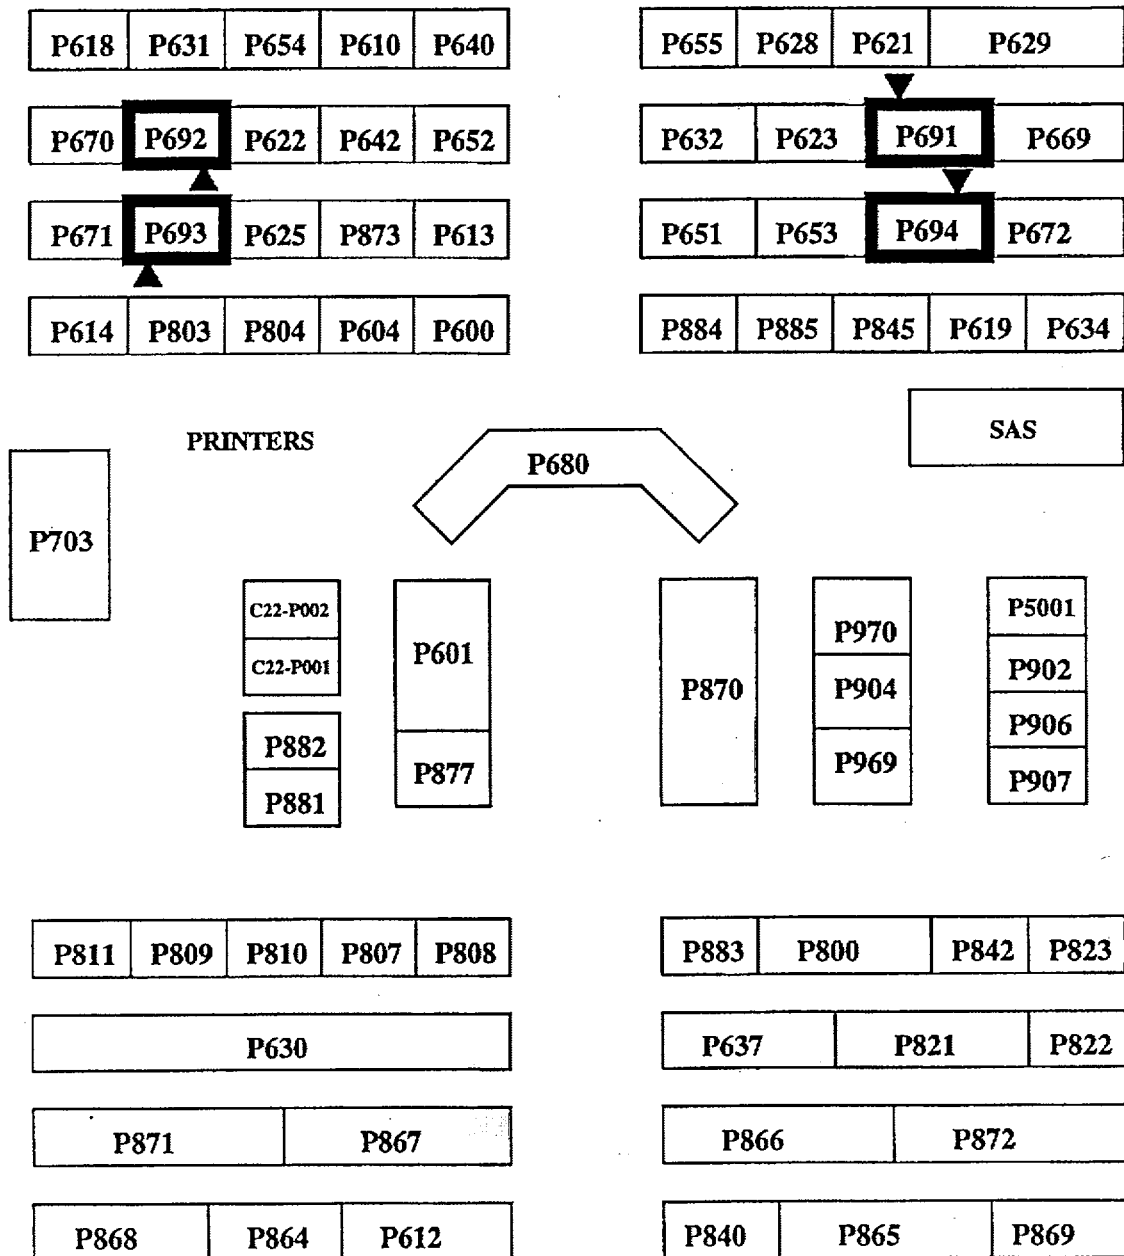 P618 P631 P654 P610 P640 P655 P628 P621 P629
P670 P692 P622 P642 P652 P632 P623 P691 P669
P671 P693 P625 P873 P613 P651 P653 P694 P672
P614 P803 P804 P604 P600 P884 P885 P845 P619 P634
PRINTERS SAS
P680
P703
C22-P002 P5001
P601 P970
C22-P001 P902
P870 P904
P882 P906
P877 P969 P907
P881
P811 P809 P810 P807 P808 P883 P800 P842 P823
P630 P637 P821 P822
P871 P867 P866 P872
P868 P864 P612 P840 P865 P869